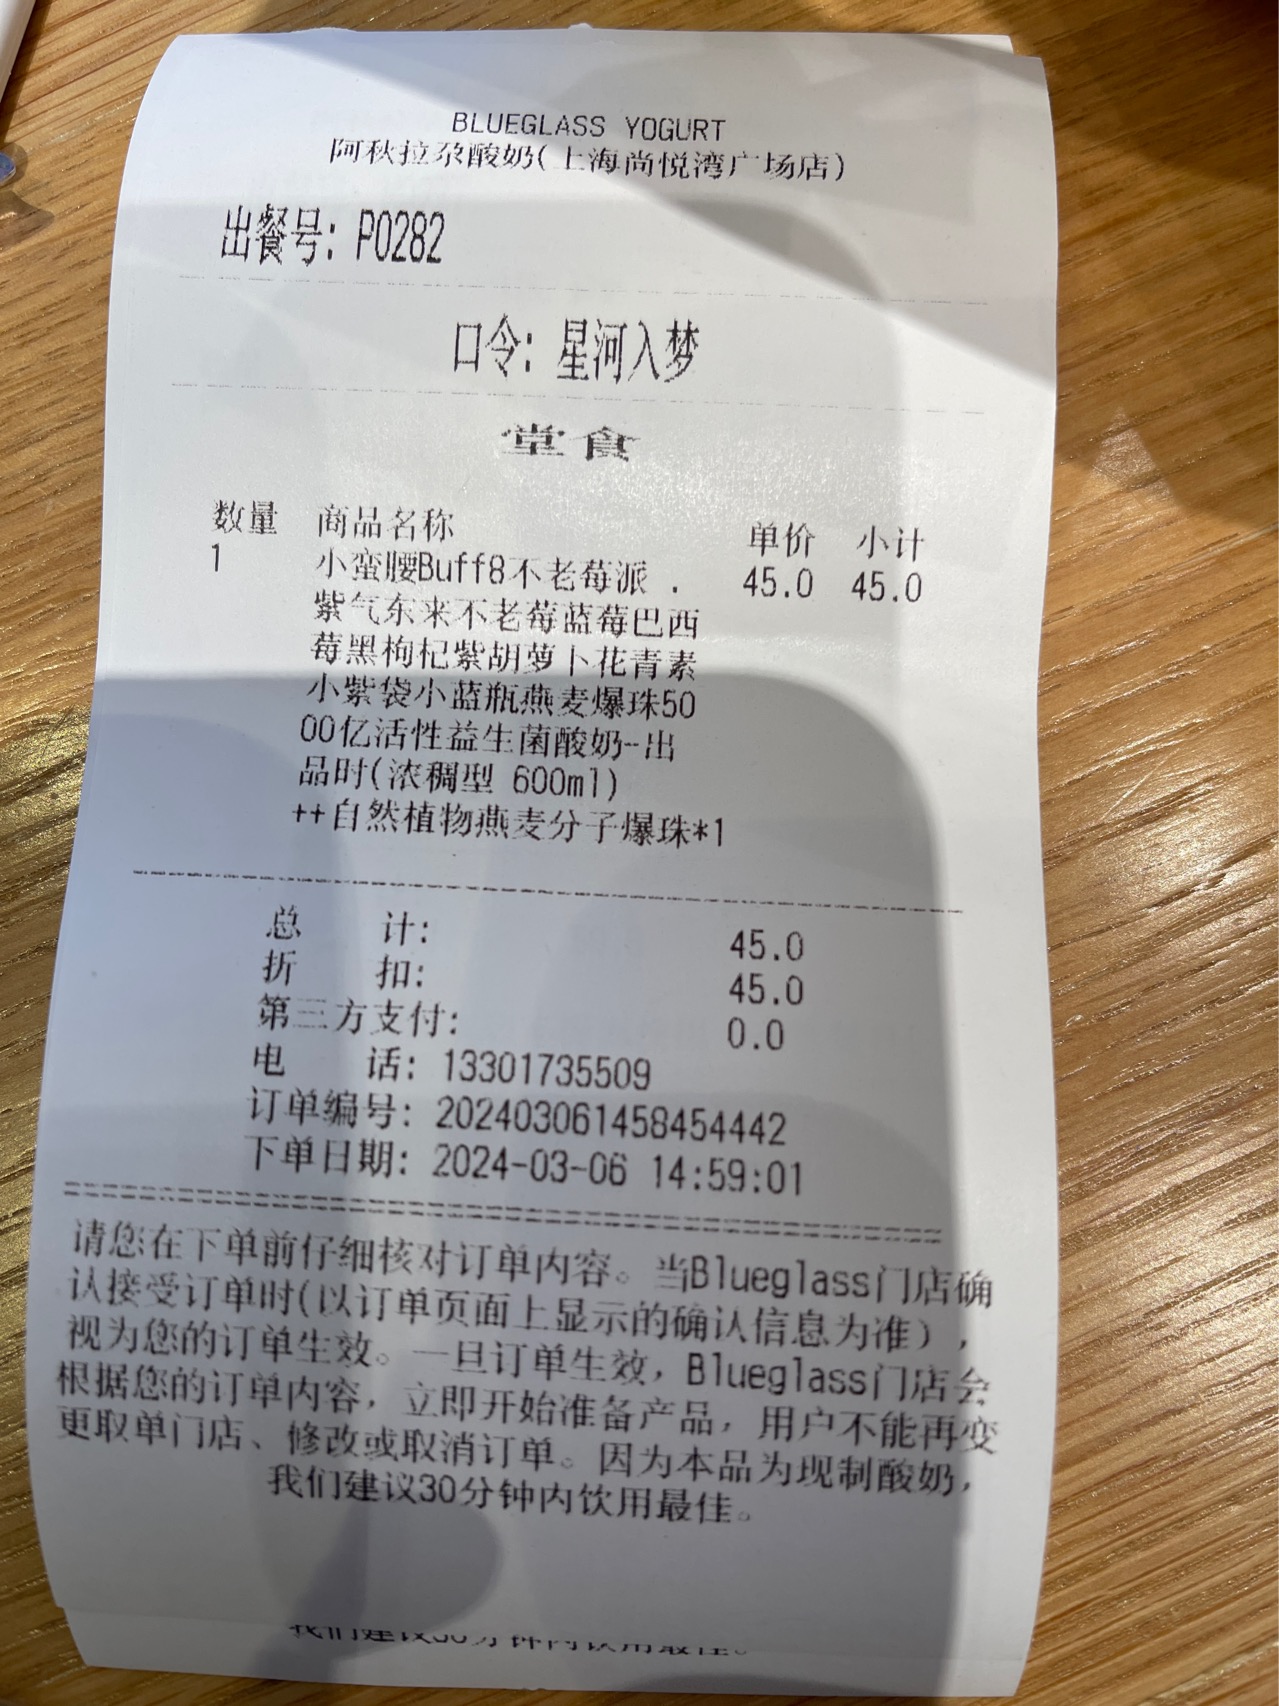 BLUEGLASS YOGURT
阿秋拉尕酸奶(上海尚悦湾广场店)
出餐号: P0282
口令: 星河入梦
堂食
数量 商品名称 单价 小计
1 小蛮腰Buff8不老莓派 . 45.0 45.0
紫气东来不老莓蓝莓巴西
莓黑枸杞紫胡萝卜花青素
小紫袋小蓝瓶燕麦爆珠50
00亿活性益生菌酸奶-出
品时(浓稠型 600ml)
++自然植物燕麦分子爆珠*1
总 计: 45.0
折 扣: 45.0
第三方支付: 0.0
电 话: 13301735509
订单编号: 202403061458454442
下单日期: 2024-03-06 14:59:01
请您在下单前仔细核对订单内容。当Blueglass门店确
认接受订单时(以订单页面上显示的确认信息为准),
视为您的订单生效。一旦订单生效, Blueglass门店会
根据您的订单内容, 立即开始准备产品, 用户不能再变
更取单门店、修改或取消订单。因为本品为现制酸奶,
我们建议30分钟内饮用最佳。
我们建议30分钟内饮用最佳。